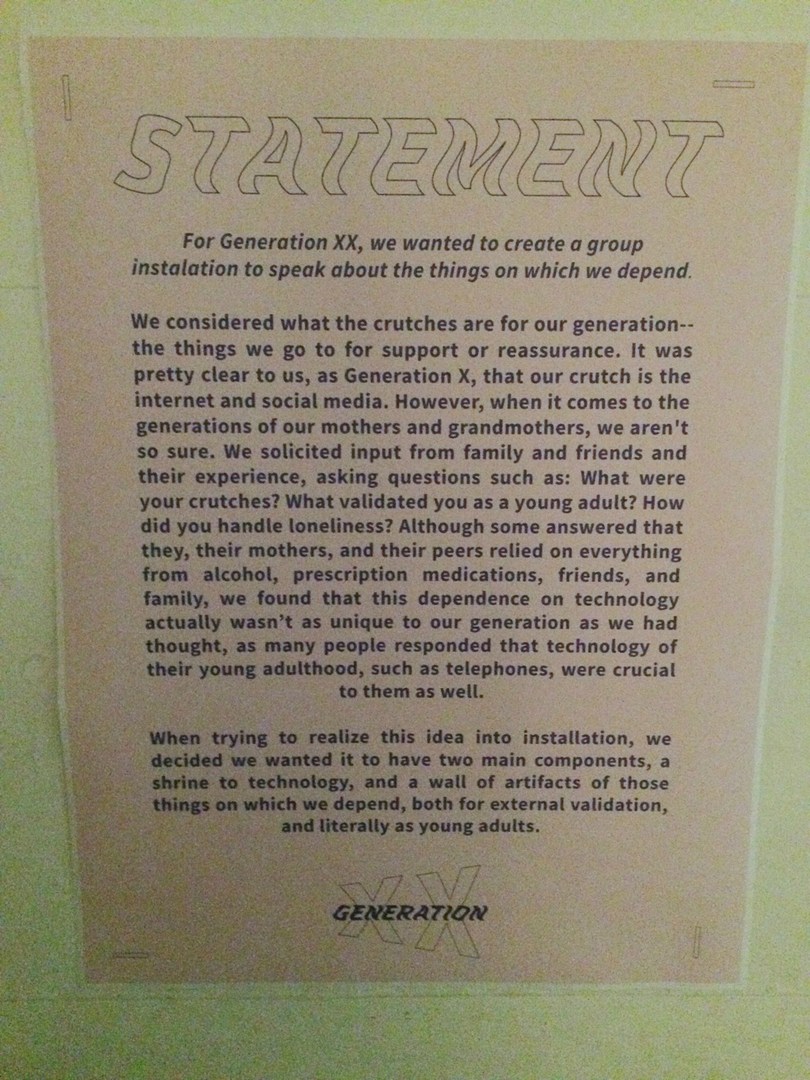 STATEMENT
For Generation XX, we wanted to create a group
instalation to speak about the things on which we depend.
We considered what the crutches are for our generation--
the things we go to for support or reassurance. It was
pretty clear to us, as Generation X, that our crutch is the
internet and social media. However, when it comes to the
generations of our mothers and grandmothers, we aren't
so sure. We solicited input from family and friends and
their experience, asking questions such as: What were
your crutches? What validated you as a young adult? How
did you handle loneliness? Although some answered that
they, their mothers, and their peers relied on everything
from alcohol, prescription medications, friends, and
family, we found that this dependence on technology
actually wasn’t as unique to our generation as we had
thought, as many people responded that technology of
their young adulthood, such as telephones, were crucial
to them as well.
When trying to realize this idea into installation, we
decided we wanted it to have two main components, a
shrine to technology, and a wall of artifacts of those
things on which we depend, both for external validation,
and literally as young adults.
GENERATION
XX